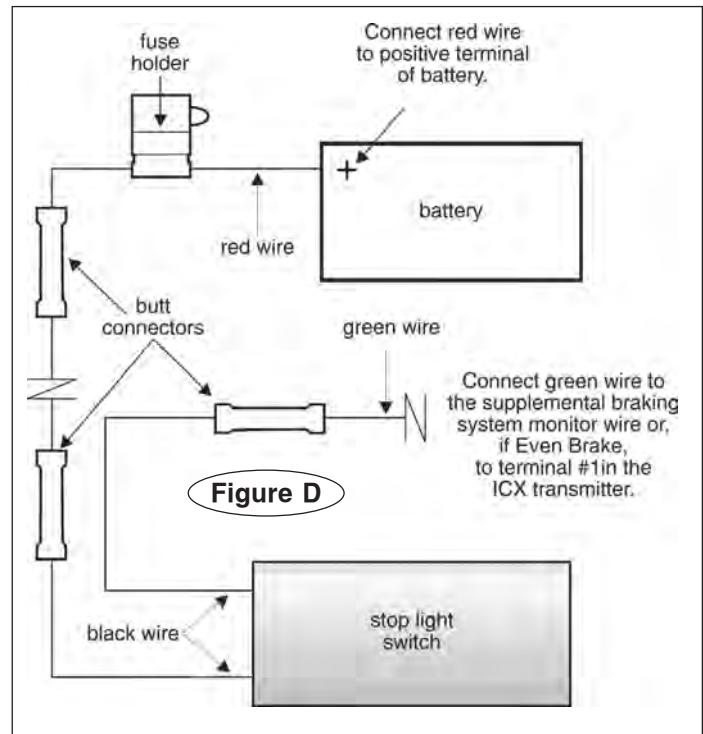 fuse
holder
Connect red wire
to positive terminal
of battery.
+
battery
red wire
butt
connectors
green wire
Connect green wire to
the supplemental braking
system monitor wire or,
if Even Brake,
to terminal #1in the
ICX transmitter.
Figure D
black wire
stop light
switch